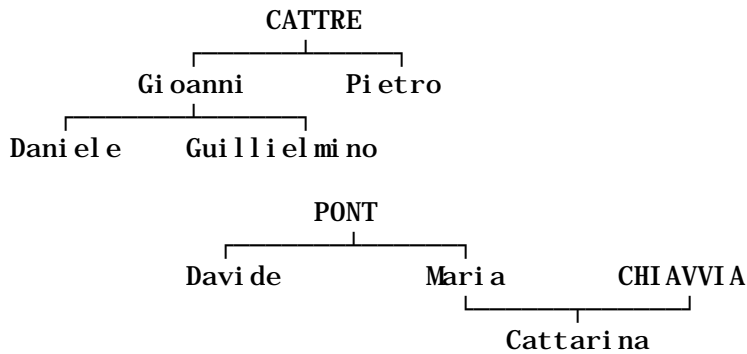 CATTRE
Gioanni Pietro
Daniele Guillielmino
PONT
Davide Maria CHIAVVIA
Cattarina